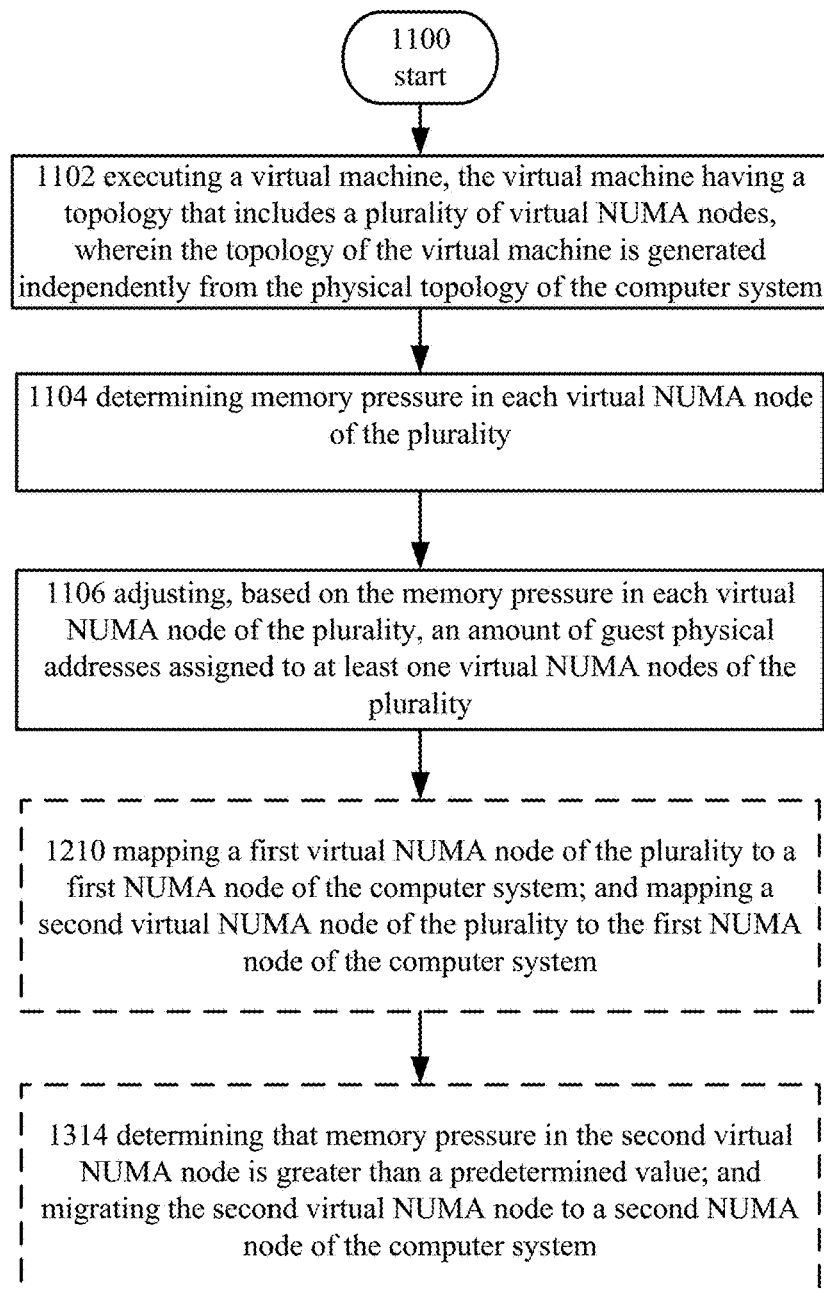 1100
start
1102 executing a virtual machine, the virtual machine having a
topology that includes a plurality of virtual NUMA nodes,
wherein the topology of the virtual machine is generated
independently from the physical topology of the computer system
1104 determining memory pressure in each virtual NUMA node
of the plurality
1106 adjusting, based on the memory pressure in each virtual
NUMA node of the plurality, an amount of guest physical
addresses assigned to at least one virtual NUMA nodes of the
plurality
1210 mapping a first virtual NUMA node of the plurality to a
first NUMA node of the computer system; and mapping a
second virtual NUMA node of the plurality to the first NUMA
node of the computer system
1314 determining that memory pressure in the second virtual
NUMA node is greater than a predetermined value; and
migrating the second virtual NUMA node to a second NUMA
node of the computer system